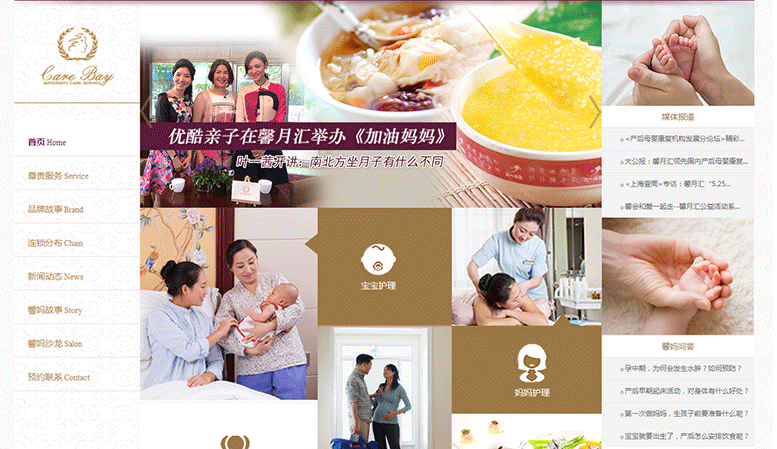 Care Bay
MATERNITY CARE SERVICE
首页 Home
尊贵服务 Service
品牌故事 Brand
连锁分布 Chain
新闻动态 News
馨妈故事 Story
馨妈沙龙 Salon
预约联系 Contact
优酷亲子在馨月汇举办《加油妈妈》
叶一茜开讲：南北方坐月子有什么不同
宝宝护理
妈妈护理
媒体报道
<产后母婴康复机构发展分论坛>精彩...
大公报：馨月汇领先国内产后母婴康复...
<上海壹周>专访：馨月汇“5.25...
馨会和爱一起走--馨月汇公益活动系...
馨妈问答
孕中期，为何会发生水肿？如何预防？
产后早期起床活动，对身体有什么好处？
第一次做妈妈，生孩子前要准备什么呢？
宝宝就要出生了，产后怎么安排饮食呢？